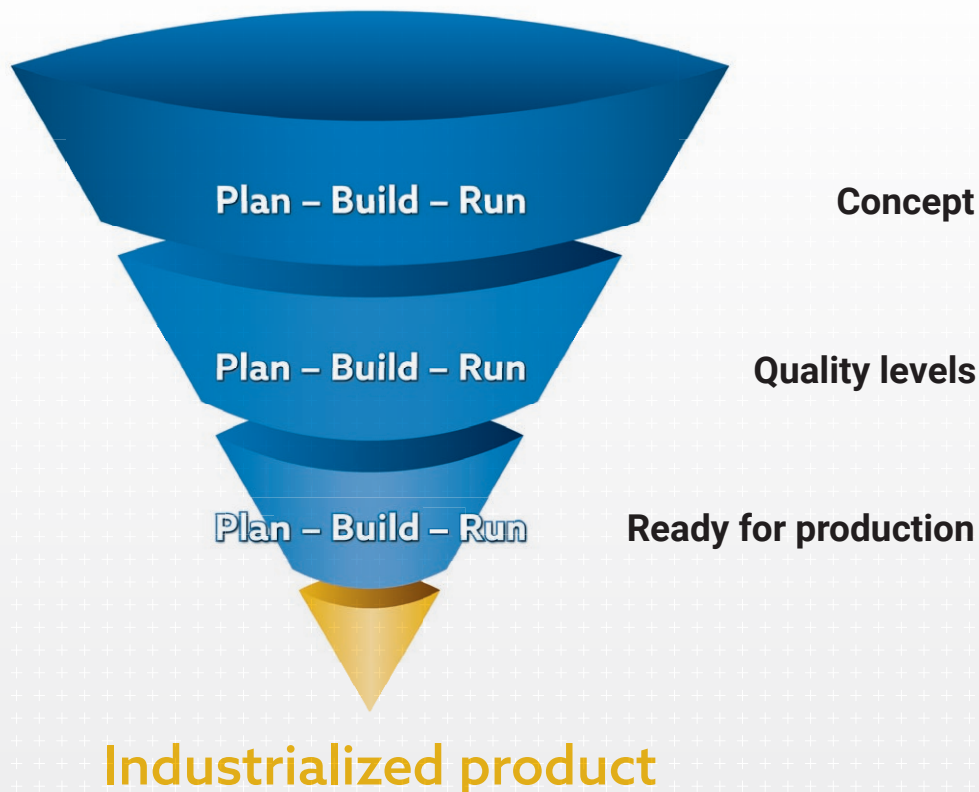 Plan – Build – Run
Concept
Plan – Build – Run
Quality levels
Plan – Build – Run
Ready for production
Industrialized product